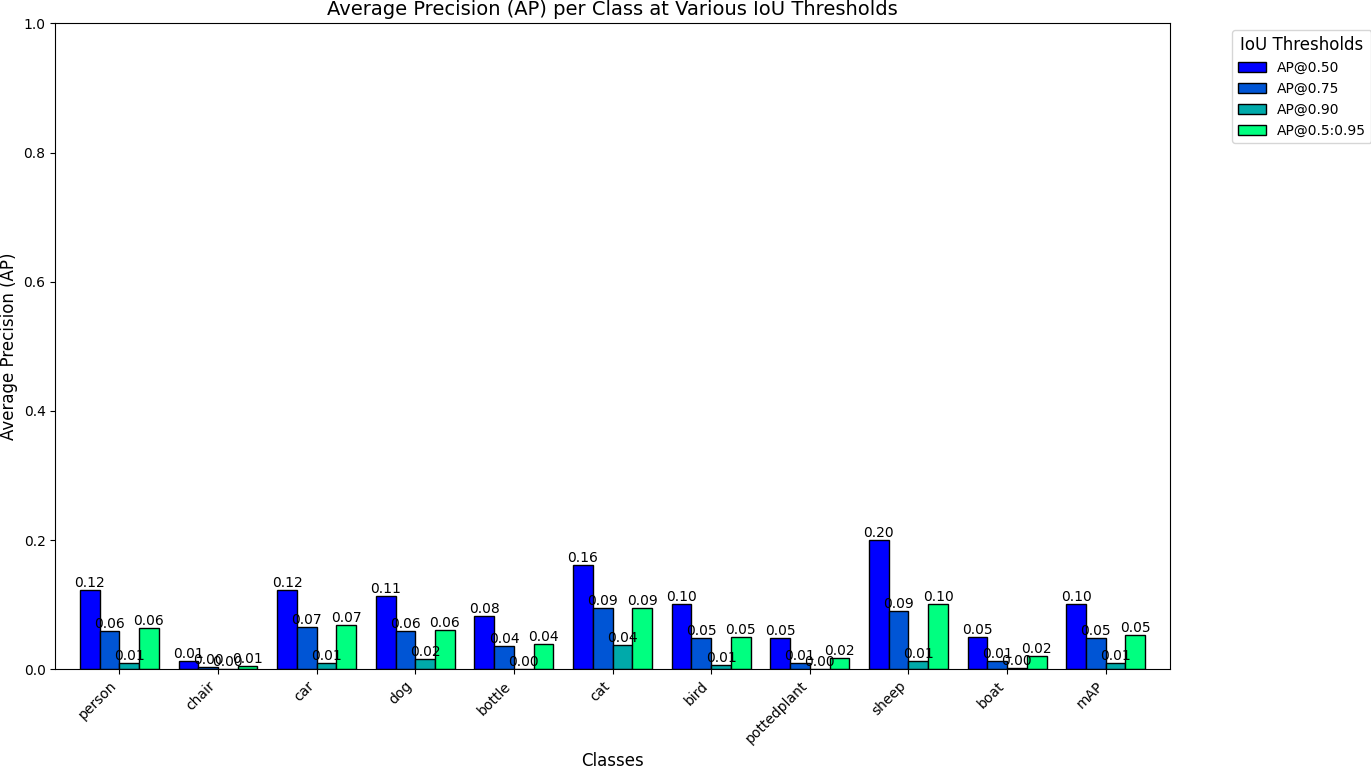 Average Precision (AP) per Class at Various IoU Thresholds
IoU Thresholds
AP@0.50
AP@0.75
AP@0.90
AP@0.5:0.95
Average Precision (AP)
1.0
0.8
0.6
0.4
0.2
0.0
0.12 0.06 0.01 0.06
0.01 0.00 0.00 0.01
0.12 0.07 0.01 0.07
0.11 0.06 0.02 0.06
0.08 0.04 0.00 0.04
0.16 0.09 0.04 0.09
0.10 0.05 0.01 0.05
0.05 0.01 0.00 0.02
0.20 0.09 0.01 0.10
0.05 0.01 0.00 0.02
0.10 0.05 0.01 0.05
person
chair
car
dog
bottle
cat
bird
pottedplant
sheep
boat
mAP
Classes